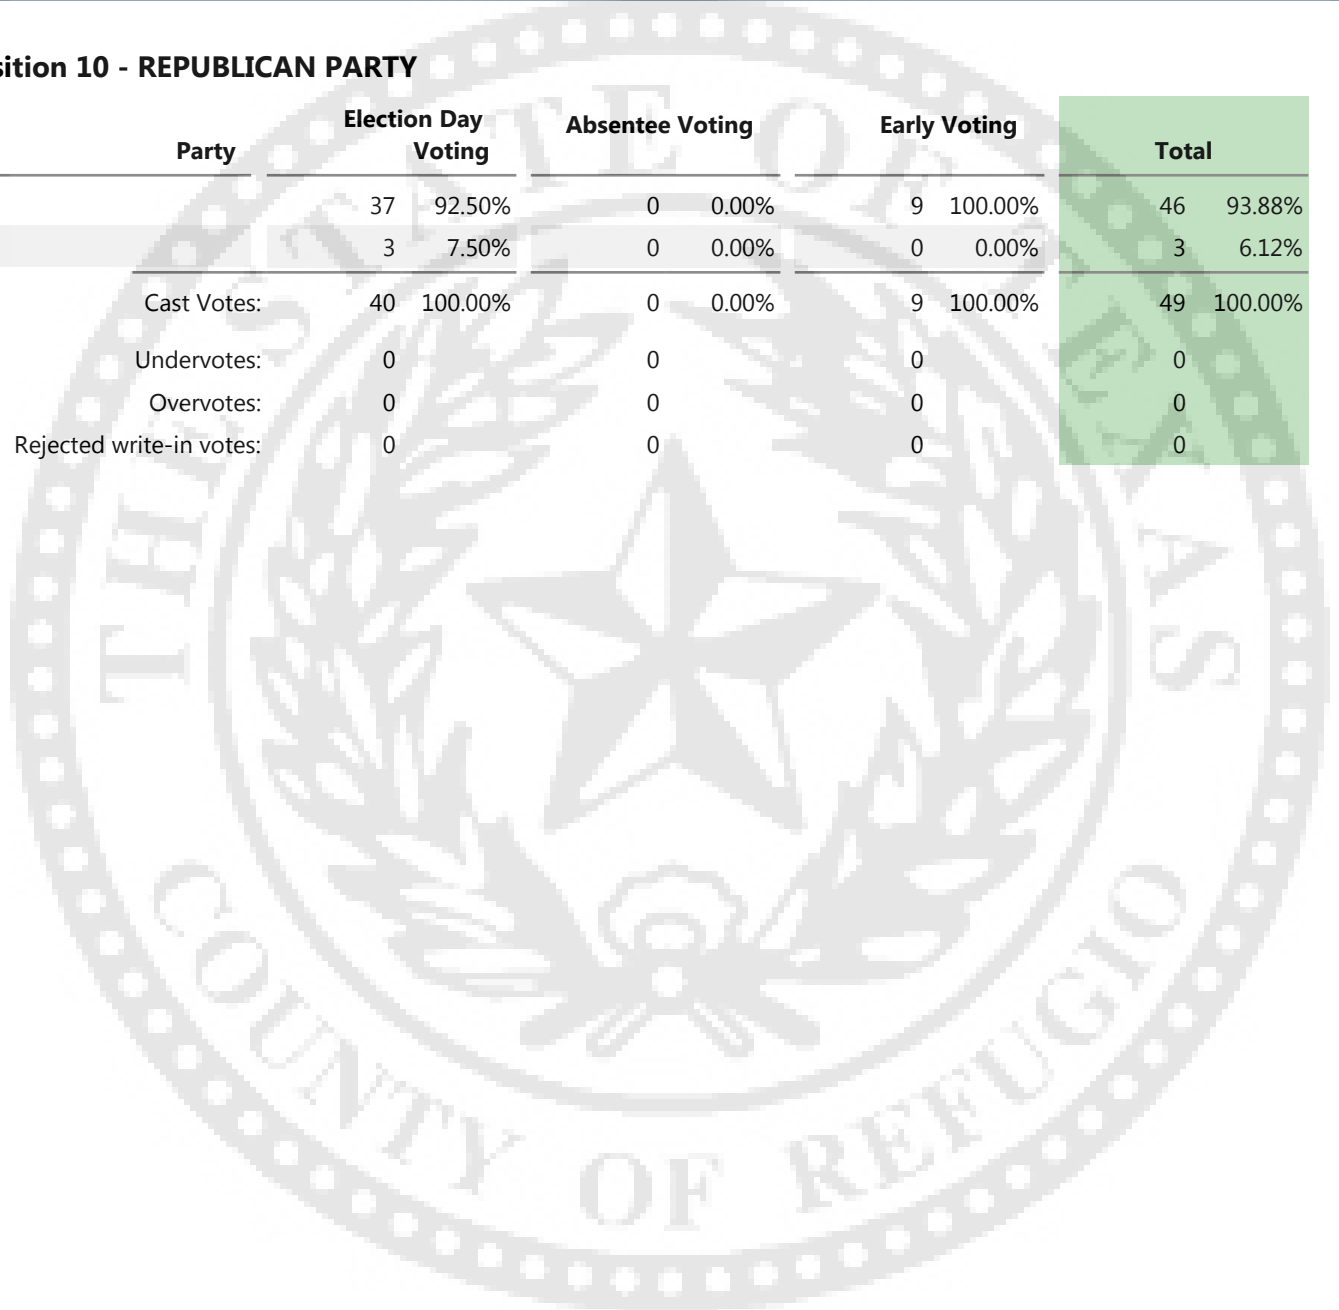 sition 10 - REPUBLICAN PARTY
Party Election Day Voting Absentee Voting Early Voting Total
37 92.50% 0 0.00% 9 100.00% 46 93.88%
3 7.50% 0 0.00% 0 0.00% 3 6.12%
Cast Votes: 40 100.00% 0 0.00% 9 100.00% 49 100.00%
Undervotes: 0 0 0 0
Overvotes: 0 0 0 0
Rejected write-in votes: 0 0 0 0
THE STATE OF TEXAS
COUNTY OF REFUGIO